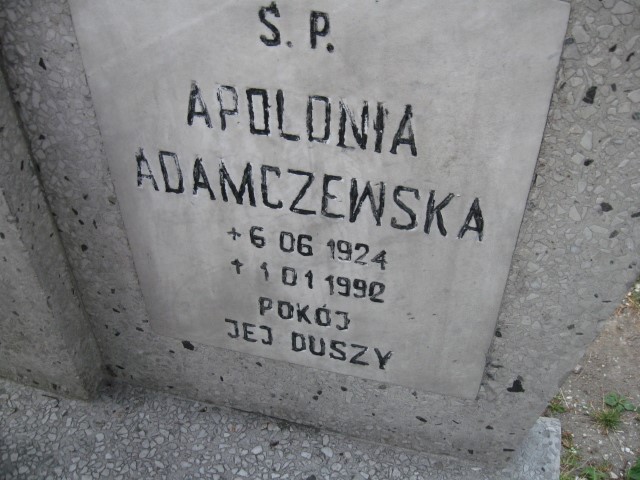 Ś. P.
APOLONIA
ADAMCZEWSKA
+ 6 06 1924
† 1 01 1992
POKÓJ
JEJ DUSZY